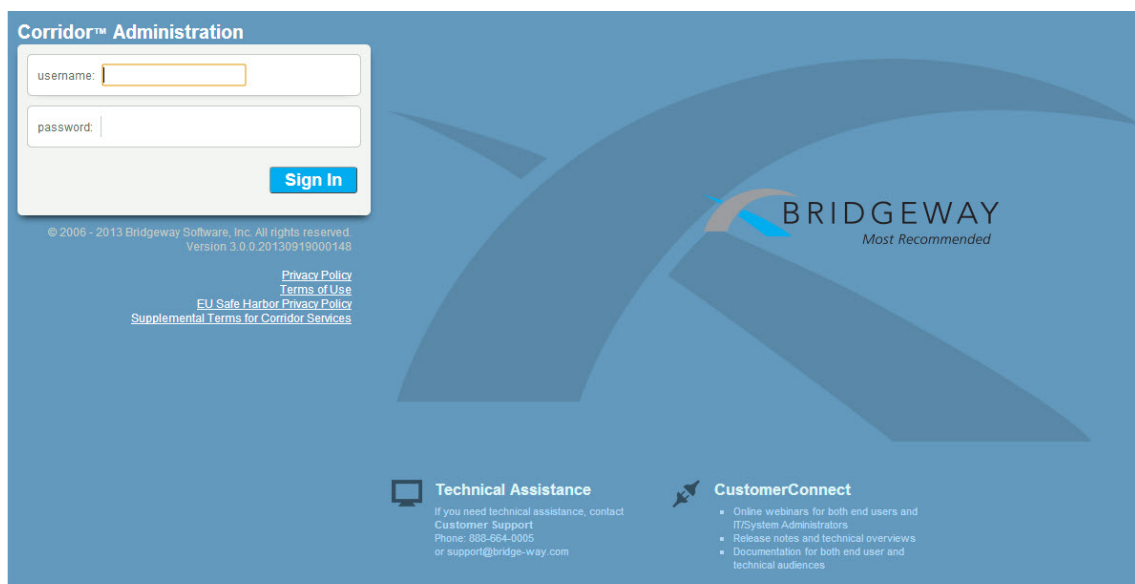 Corridor™ Administration
username:
password:
Sign In
© 2006 - 2013 Bridgeway Software, Inc. All rights reserved.
Version 3.0.0.20130919000148
Privacy Policy
Terms of Use
EU Safe Harbor Privacy Policy
Supplemental Terms for Corridor Services
BRIDGEWAY
Most Recommended
Technical Assistance
If you need technical assistance, contact
Customer Support
Phone: 888-664-0005
or support@bridge-way.com
CustomerConnect
▪ Online webinars for both end users and
IT/System Administrators
▪ Release notes and technical overviews
▪ Documentation for both end user and
technical audiences